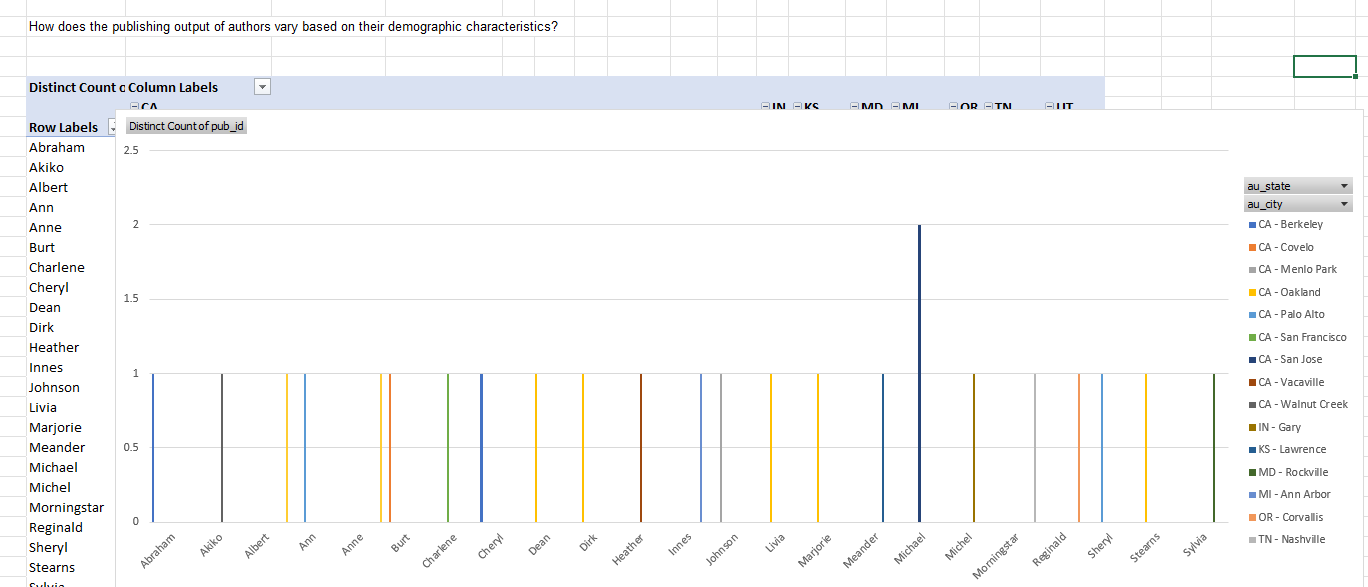 How does the publishing output of authors vary based on their demographic characteristics?
Distinct Count o Column Labels
CA IN KS MD MI OR TN UT
Row Labels
Abraham
Akiko
Albert
Ann
Anne
Burt
Charlene
Cheryl
Dean
Dirk
Heather
Innes
Johnson
Livia
Marjorie
Meander
Michael
Michel
Morningstar
Reginald
Sheryl
Stearns
Sylvia
Distinct Count of pub_id
2.5
2
1.5
1
0.5
0
Abraham Akiko Albert Ann Anne Burt Charlene Cheryl Dean Dirk Heather Innes Johnson Livia Marjorie Meander Michael Michel Morningstar Reginald Sheryl Stearns Sylvia
au_state
au_city
CA - Berkeley
CA - Covelo
CA - Menlo Park
CA - Oakland
CA - Palo Alto
CA - San Francisco
CA - San Jose
CA - Vacaville
CA - Walnut Creek
IN - Gary
KS - Lawrence
MD - Rockville
MI - Ann Arbor
OR - Corvallis
TN - Nashville